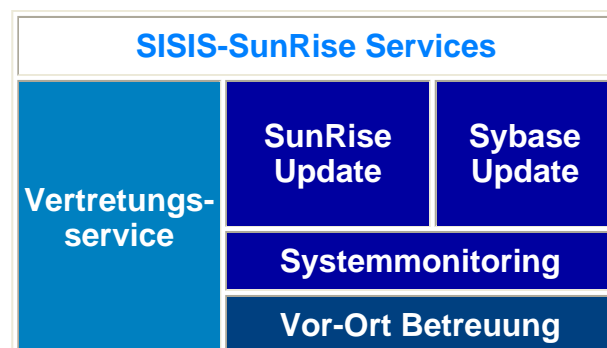 SISIS-SunRise Services
Vertretungs-
service
SunRise
Update
Sybase
Update
Systemmonitoring
Vor-Ort Betreuung